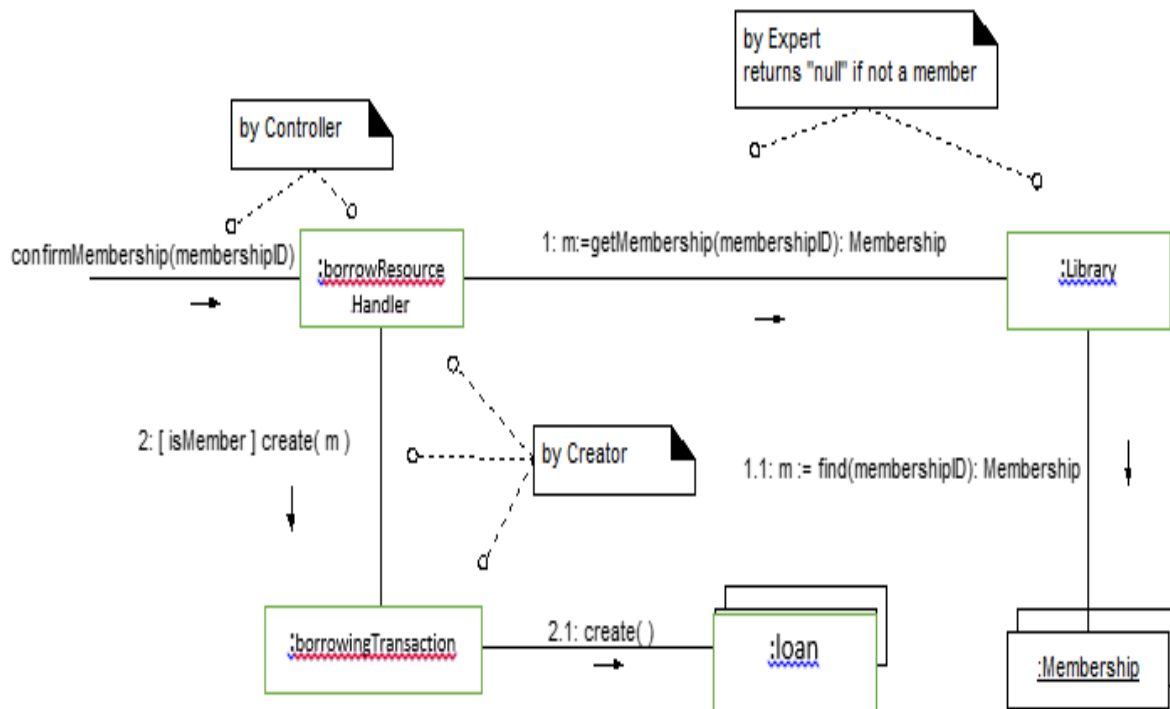 by Expert
returns "null" if not a member
by Controller
confirmMembership(membershipID)
:borrowResource
Handler
1: m:=getMembership(membershipID): Membership
:Library
2: [ isMember ] create( m )
by Creator
1.1: m := find(membershipID): Membership
:borrowingTransaction
2.1: create( )
:loan
:Membership